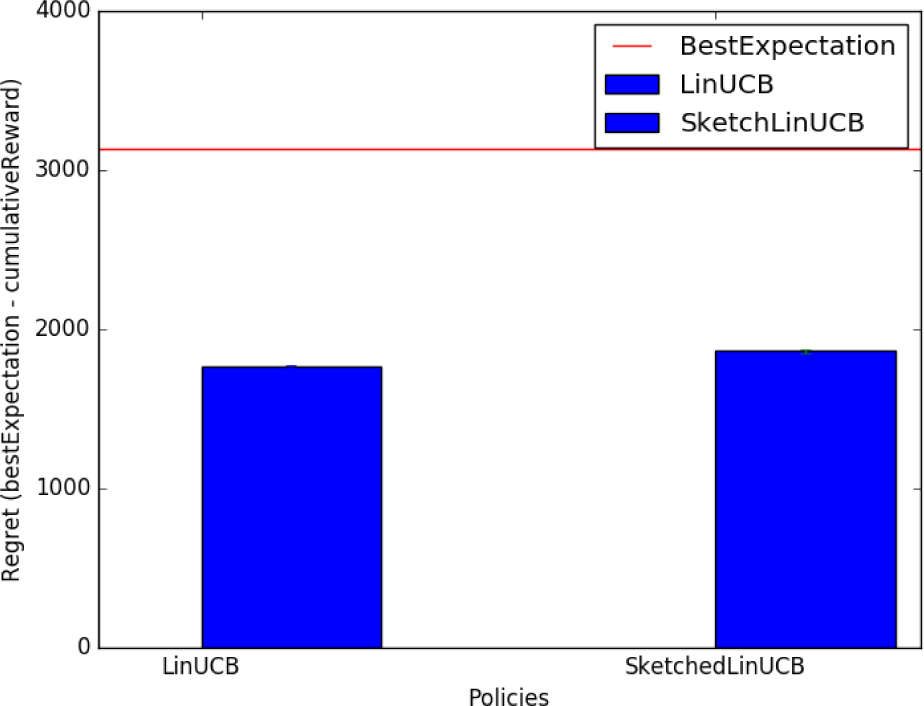 4000
3000
2000
1000
0
Regret (bestExpectation - cumulativeReward)
BestExpectation
LinUCB
SketchLinUCB
LinUCB
SketchedLinUCB
Policies